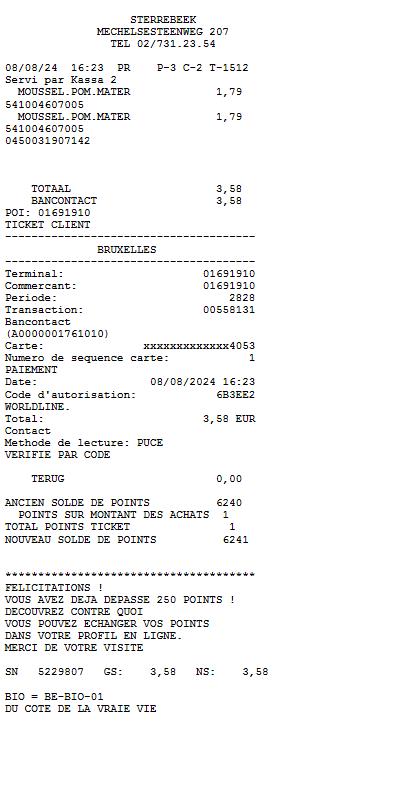 STERREBEEK
MECHELSESTEENWEG 207
TEL 02/731.23.54
08/08/24 16:23 PR P-3 C-2 T-1512
Servi par Kassa 2
MOUSSEL.POM.MATER 1,79
541004607005
MOUSSEL.POM.MATER 1,79
541004607005
0450031907142
TOTAAL 3,58
BANCONTACT 3,58
POI: 01691910
TICKET CLIENT
--------------------------------------
BRUXELLES
--------------------------------------
Terminal: 01691910
Commercant: 01691910
Periode: 2828
Transaction: 00558131
Bancontact
(A0000001761010)
Carte: xxxxxxxxxxxxx4053
Numero de sequence carte: 1
PAIEMENT
Date: 08/08/2024 16:23
Code d'autorisation: 6B3EE2
WORLDLINE.
Total: 3,58 EUR
Contact
Methode de lecture: PUCE
VERIFIE PAR CODE
TERUG 0,00
ANCIEN SOLDE DE POINTS 6240
POINTS SUR MONTANT DES ACHATS 1
TOTAL POINTS TICKET 1
NOUVEAU SOLDE DE POINTS 6241
**************************************
FELICITATIONS !
VOUS AVEZ DEJA DEPASSE 250 POINTS !
DECOUVREZ CONTRE QUOI
VOUS POUVEZ ECHANGER VOS POINTS
DANS VOTRE PROFIL EN LIGNE.
MERCI DE VOTRE VISITE
SN 5229807 GS: 3,58 NS: 3,58
BIO = BE-BIO-01
DU COTE DE LA VRAIE VIE